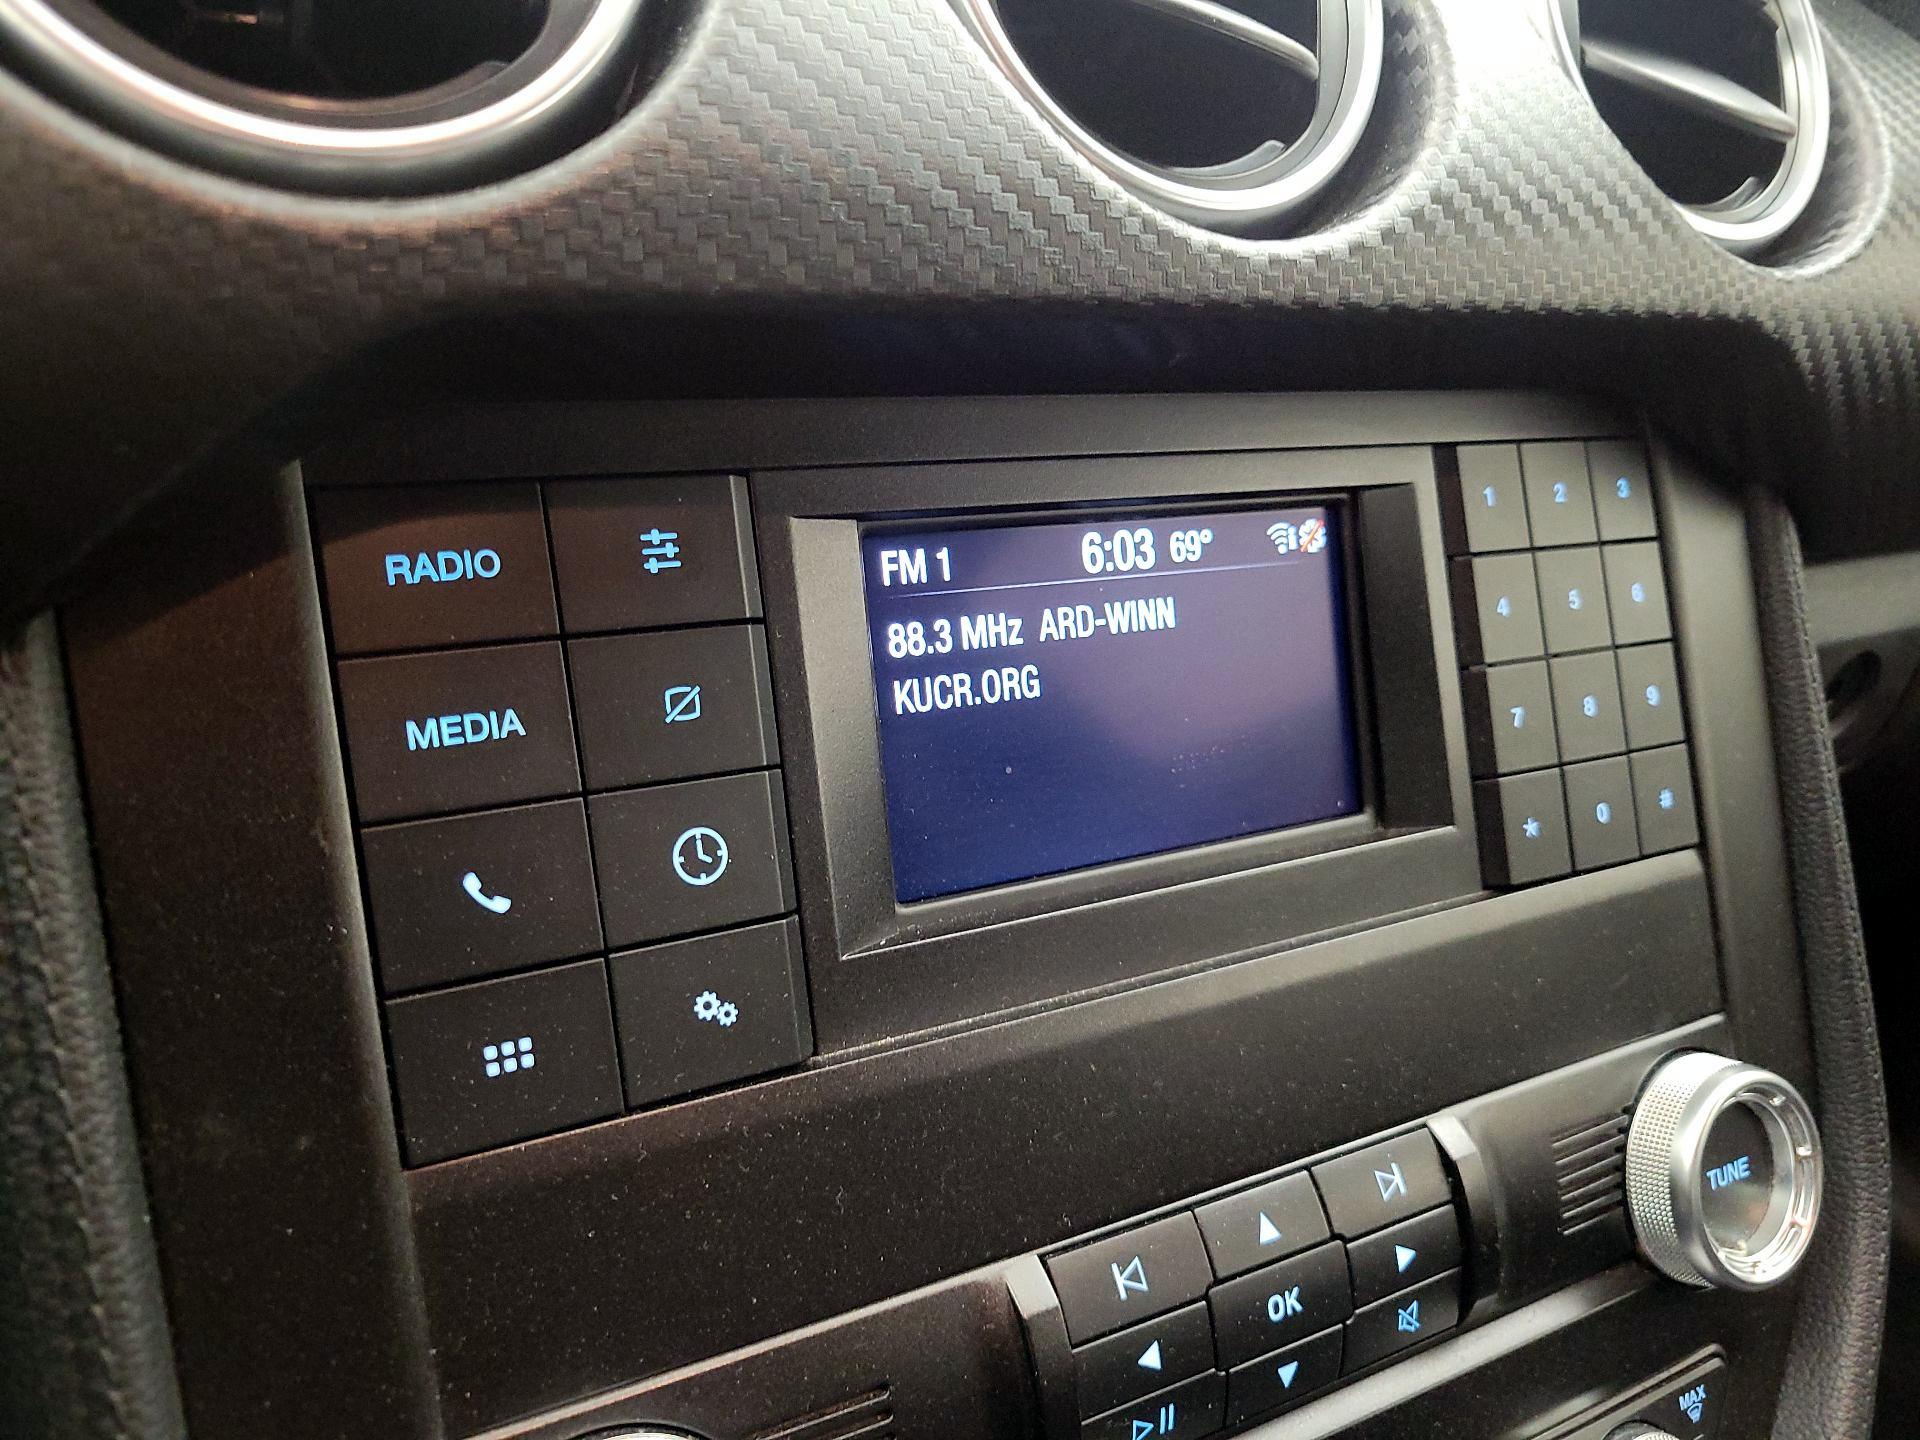 RADIO
MEDIA
FM 1 6:03 69°
88.3 MHz ARD-WINN
KUCR.ORG
1 2 3
4 5 6
7 8 9
* 0 #
TUNE
OK
MAX